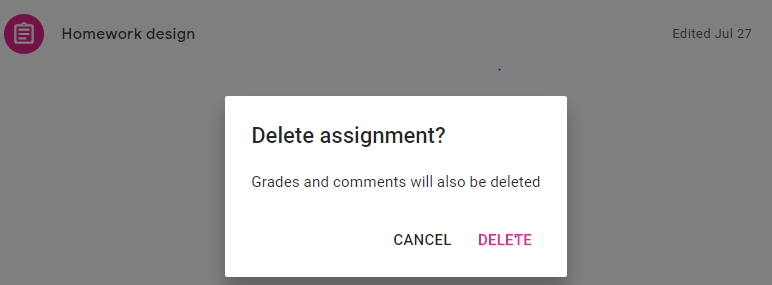 Homework design
Edited Jul 27
Delete assignment?
Grades and comments will also be deleted
CANCEL
DELETE